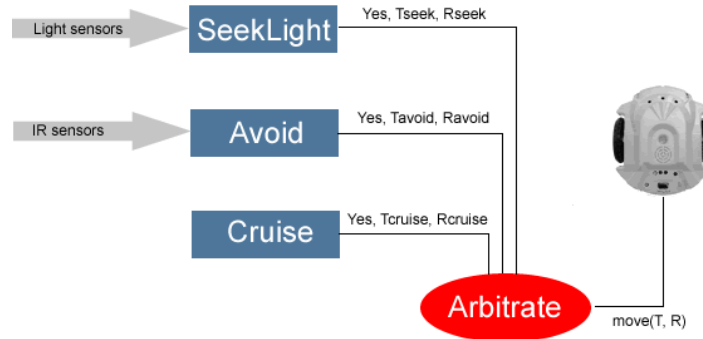 Light sensors
SeekLight
Yes, Tseek, Rseek
IR sensors
Avoid
Yes, Tavoid, Ravoid
Cruise
Yes, Tcruise, Rcruise
Arbitrate
move(T, R)